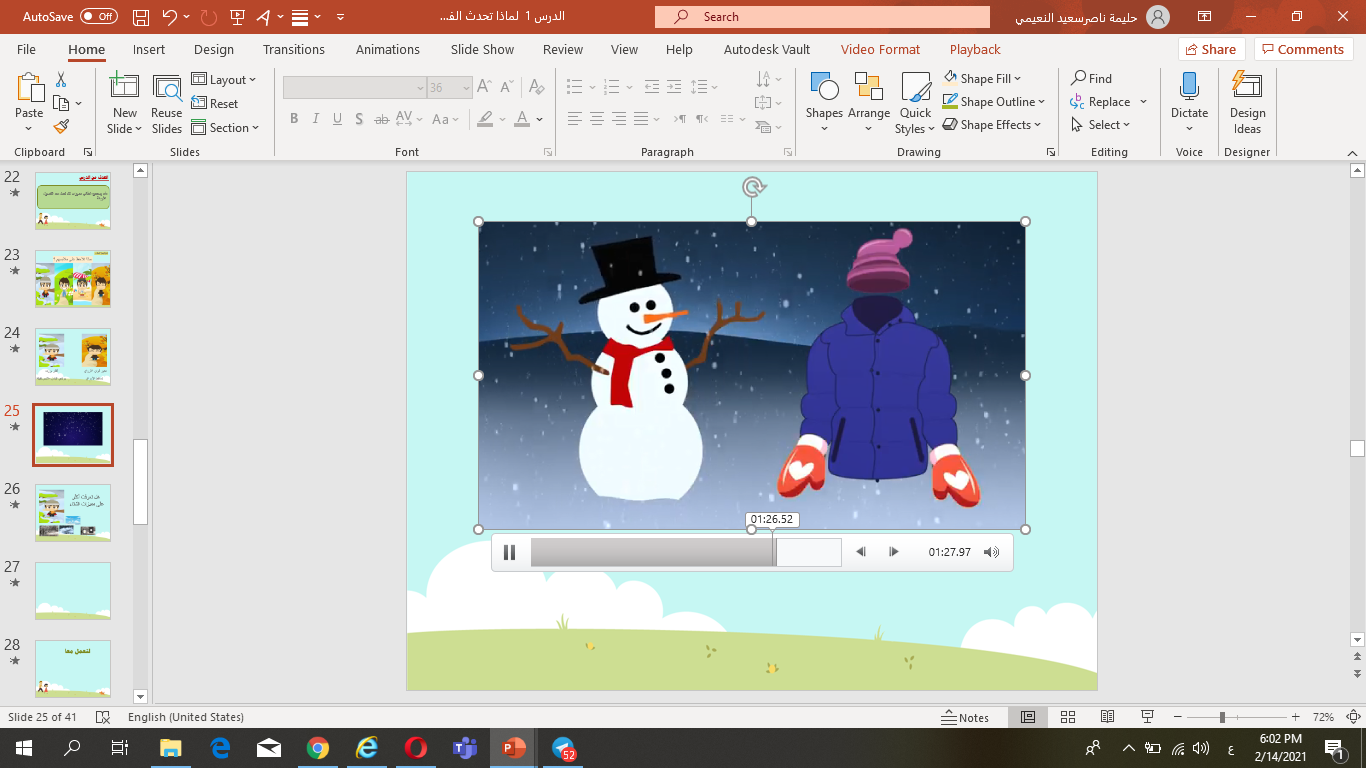 AutoSave Off
الدرس 1 لماذا تحدث الف...
Search
حليمة ناصرسعيد النعيمي
File Home Insert Design Transitions Animations Slide Show Review View Help Autodesk Vault Video Format Playback
Share Comments
Paste
Clipboard
New Slide
Reuse Slides
Layout
Reset
Section
Slides
36
B I U S ab AV Aa A
Font
Paragraph
Shapes
Arrange
Quick Styles
Shape Fill
Shape Outline
Shape Effects
Drawing
Find
Replace
Select
Editing
Dictate
Voice
Design Ideas
Designer
22
23
24
25
26
27
28
لنعمل معا
01:26.52
01:27.97
Slide 25 of 41
English (United States)
Notes
72%
52
ع
6:02 PM
2/14/2021
1